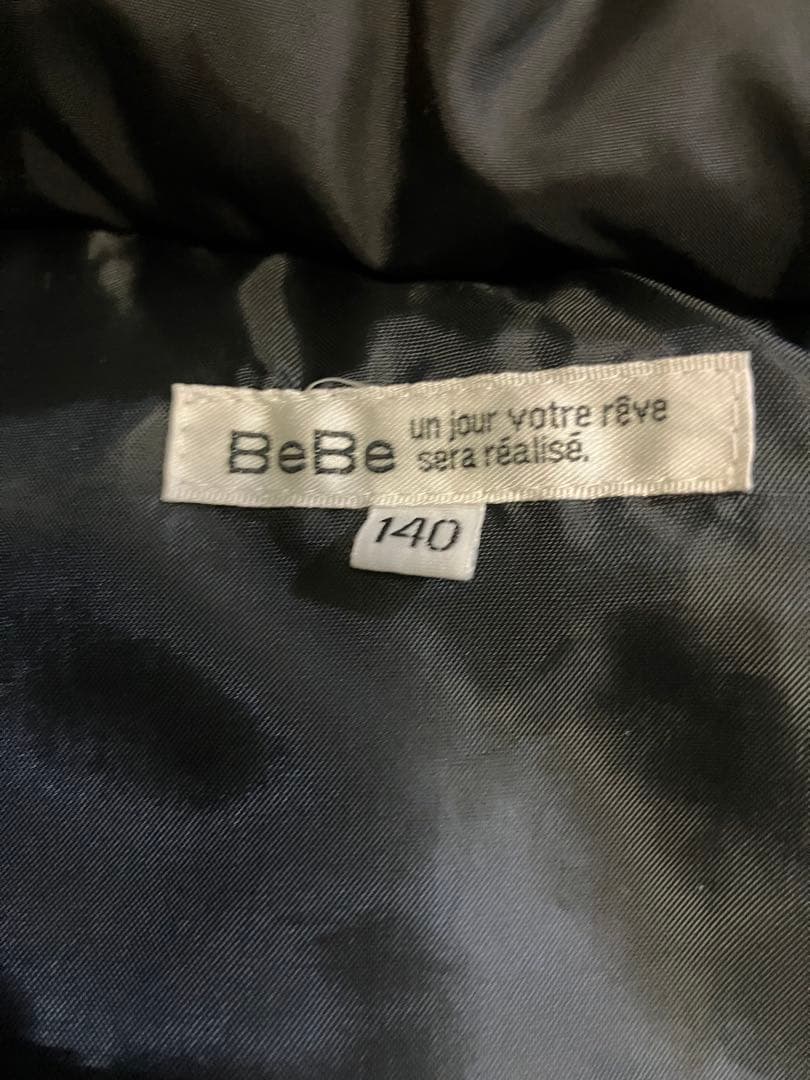 BeBe
un jour votre rêve
sera réalisé.
140